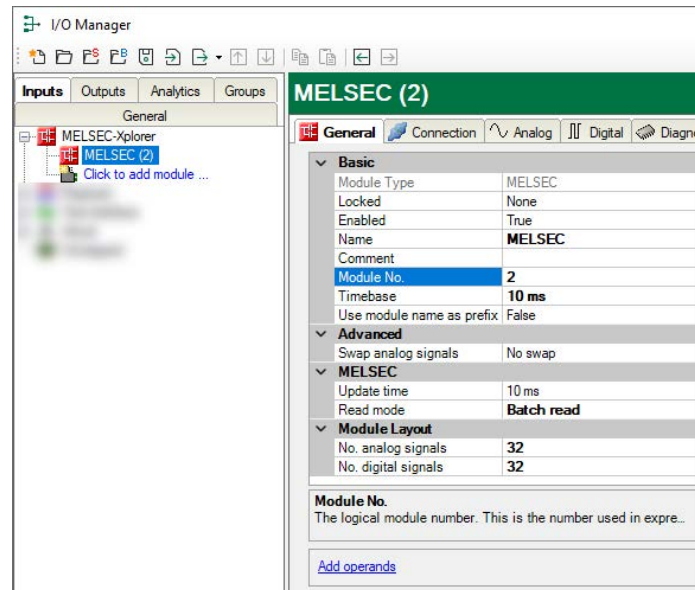 I/O Manager
Inputs Outputs Analytics Groups
General
MELSEC-Xplorer
MELSEC (2)
Click to add module ...
MELSEC (2)
General Connection Analog Digital Diagn
Basic
Module Type MELSEC
Locked None
Enabled True
Name MELSEC
Comment
Module No. 2
Timebase 10 ms
Use module name as prefix False
Advanced
Swap analog signals No swap
MELSEC
Update time 10 ms
Read mode Batch read
Module Layout
No. analog signals 32
No. digital signals 32
Module No.
The logical module number. This is the number used in expre...
Add operands